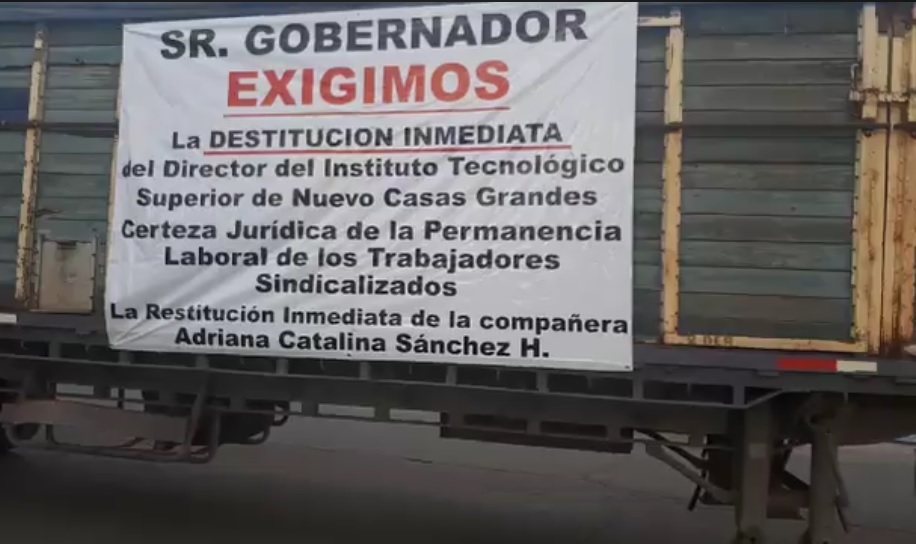 SR. GOBERNADOR
EXIGIMOS
La DESTITUCION INMEDIATA
del Director del Instituto Tecnológico
Superior de Nuevo Casas Grandes
Certeza Jurídica de la Permanencia
Laboral de los Trabajadores
Sindicalizados
La Restitución Inmediata de la compañera
Adriana Catalina Sánchez H.